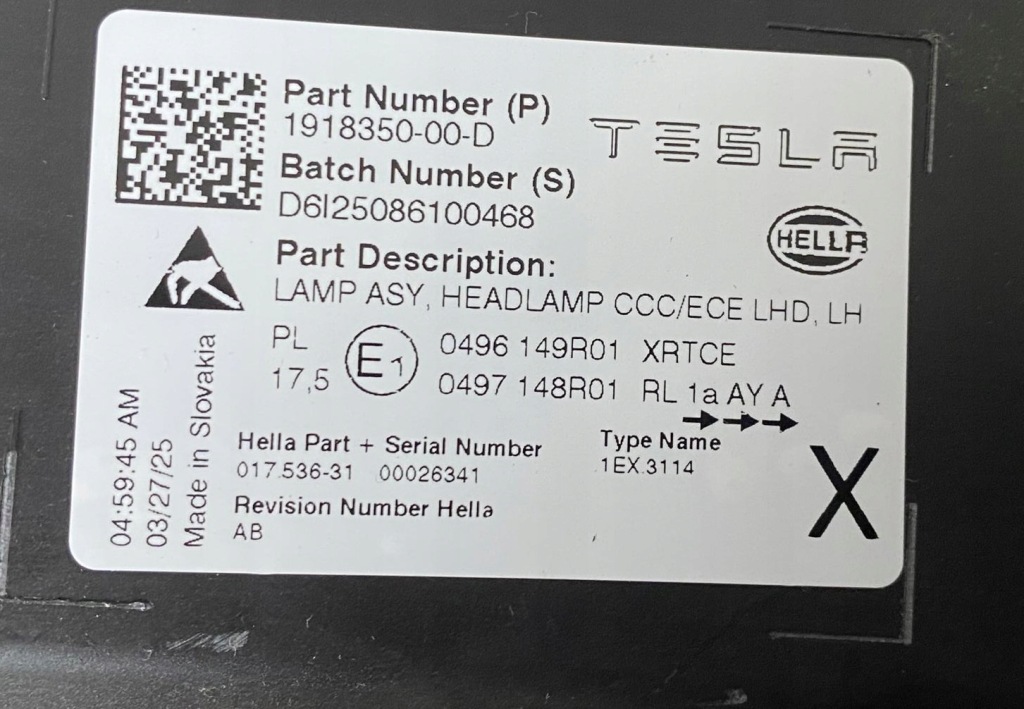 Part Number (P)
1918350-00-D
TESLA
Batch Number (S)
D6I25086100468
HELLA
Part Description:
LAMP ASY, HEADLAMP CCC/ECE LHD, LH
PL
17,5
E1
0496 149R01 XRTCE
0497 148R01 RL 1a AY A
04:59:45 AM
03/27/25
Made in Slovakia
Hella Part + Serial Number
017.536-31 00026341
Type Name
1EX.3114
Revision Number Hella
AB
X